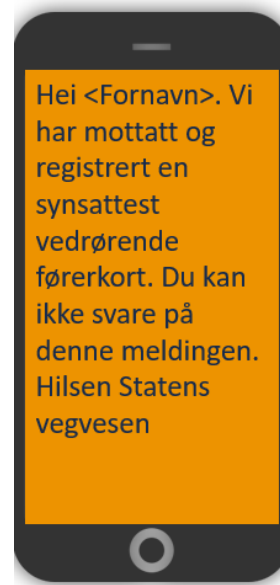 Hei <Fornavn>. Vi
har mottatt og
registrert en
synsattest
vedrørende
førerkort. Du kan
ikke svare på
denne meldingen.
Hilsen Statens
vegvesen